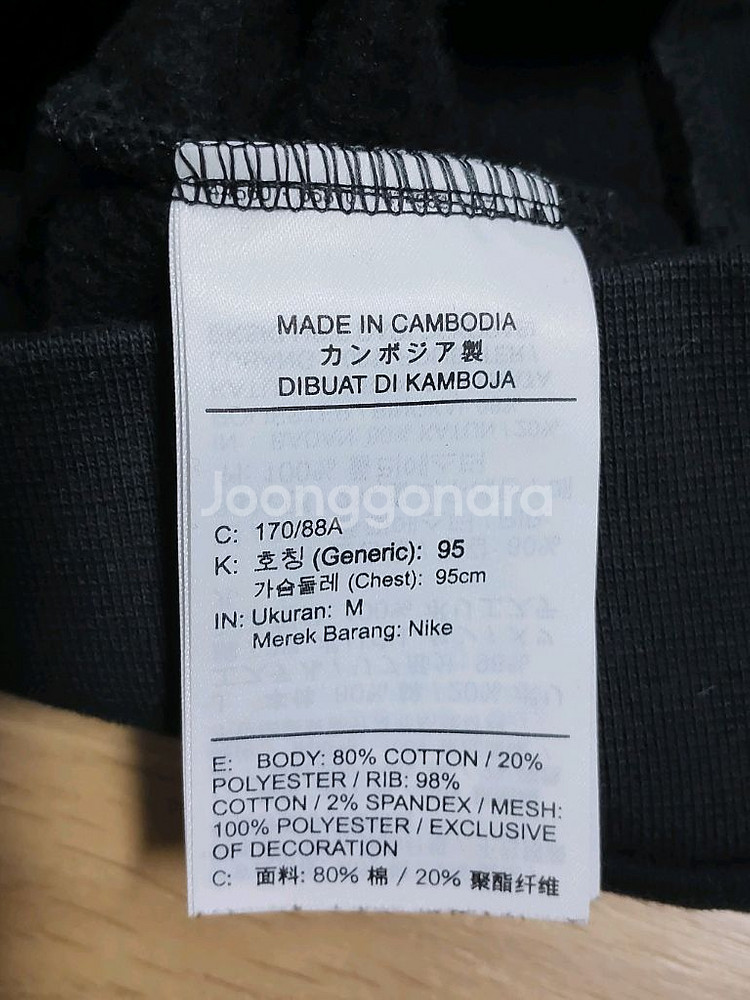 MADE IN CAMBODIA
カンボジア製
DIBUAT DI KAMBOJA
Joonggonara
C: 170/88A
K: 호칭 (Generic): 95
가슴둘레 (Chest): 95cm
IN: Ukuran: M
Merek Barang: Nike
E: BODY: 80% COTTON / 20%
POLYESTER / RIB: 98%
COTTON / 2% SPANDEX / MESH:
100% POLYESTER / EXCLUSIVE
OF DECORATION
C: 面料: 80% 棉 / 20% 聚酯纤维